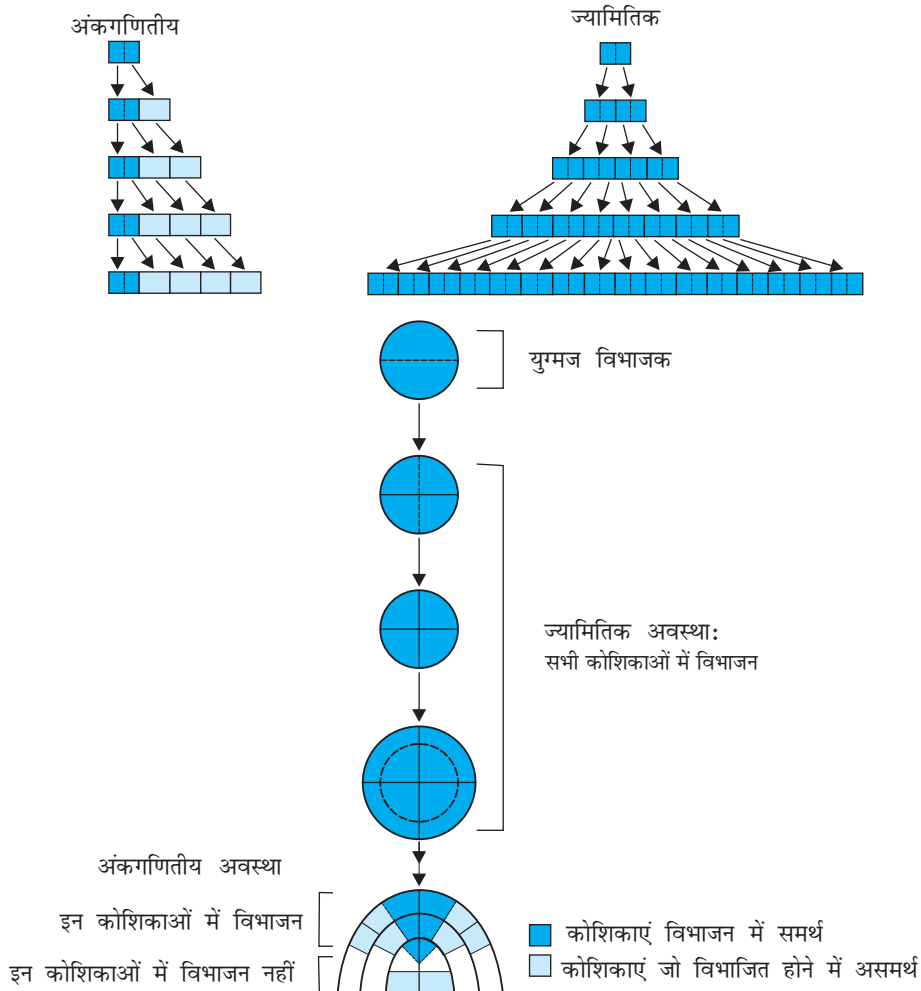 अंकगणितीय
ज्यामितिक
युग्मज विभाजक
ज्यामितिक अवस्था:
सभी कोशिकाओं में विभाजन
अंकगणितीय अवस्था
इन कोशिकाओं में विभाजन
इन कोशिकाओं में विभाजन नहीं
कोशिकाएं विभाजन में समर्थ
कोशिकाएं जो विभाजित होने में असमर्थ